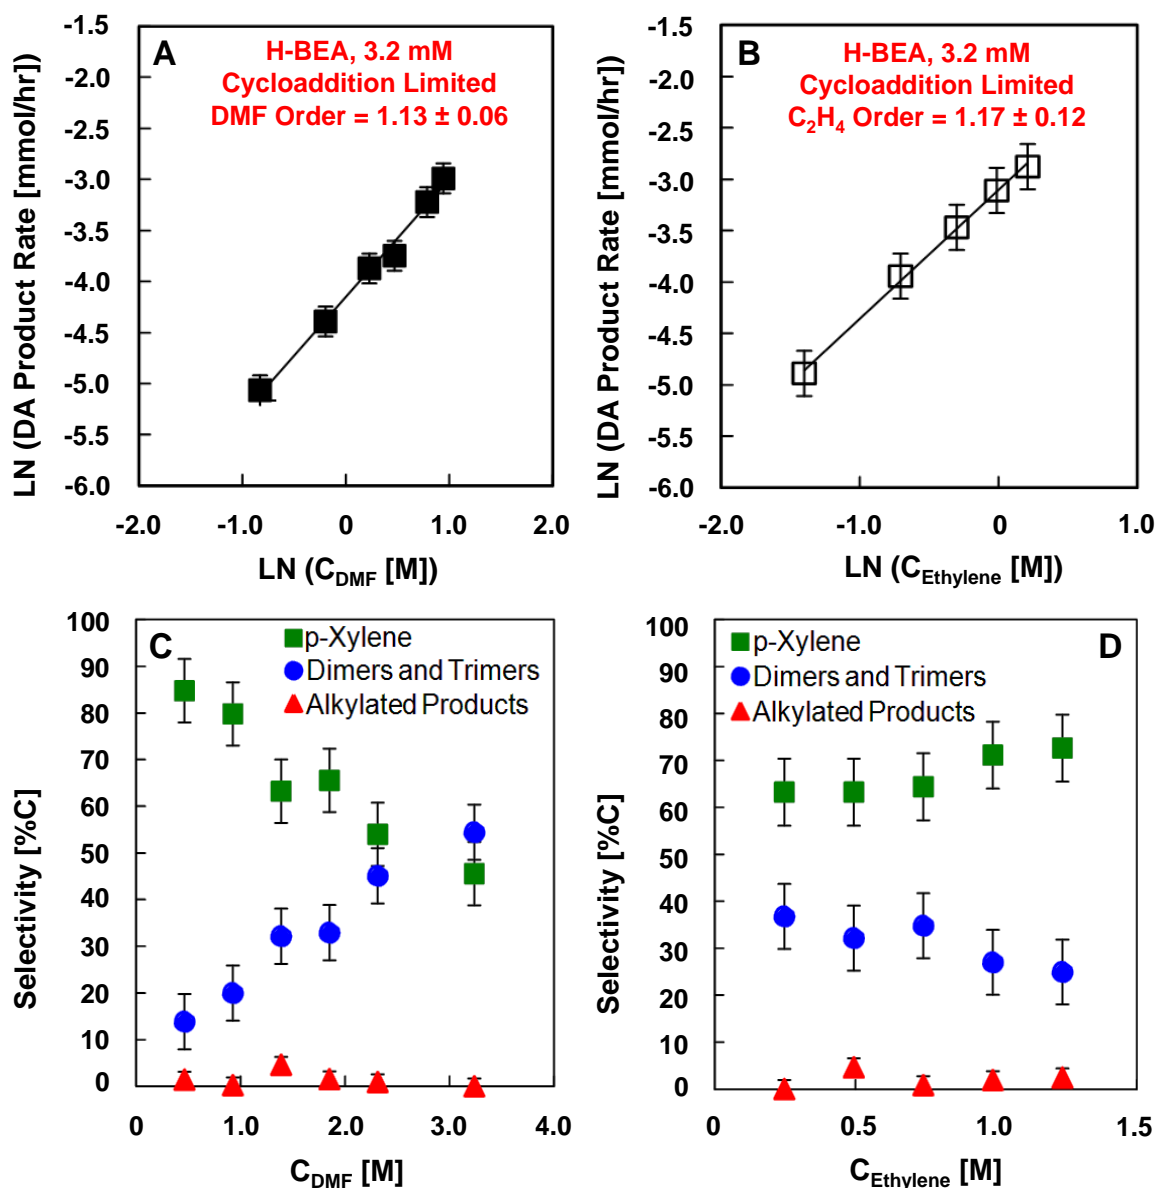 A
H-BEA, 3.2 mM
Cycloaddition Limited
DMF Order = 1.13 ± 0.06
LN (DA Product Rate [mmol/hr])
-1.5
-2.0
-2.5
-3.0
-3.5
-4.0
-4.5
-5.0
-5.5
-6.0
-2.0 -1.0 0 1.0 2.0
LN (C_DMF [M])
B
H-BEA, 3.2 mM
Cycloaddition Limited
C₂H₄ Order = 1.17 ± 0.12
LN (DA Product Rate [mmol/hr])
-1.5
-2.0
-2.5
-3.0
-3.5
-4.0
-4.5
-5.0
-5.5
-6.0
-2.0 -1.0 0 1.0
LN (C_Ethylene [M])
C
p-Xylene
Dimers and Trimers
Alkylated Products
Selectivity [%C]
100
90
80
70
60
50
40
30
20
10
0
0 1.0 2.0 3.0 4.0
C_DMF [M]
D
p-Xylene
Dimers and Trimers
Alkylated Products
Selectivity [%C]
100
90
80
70
60
50
40
30
20
10
0
0 0.5 1.0 1.5
C_Ethylene [M]